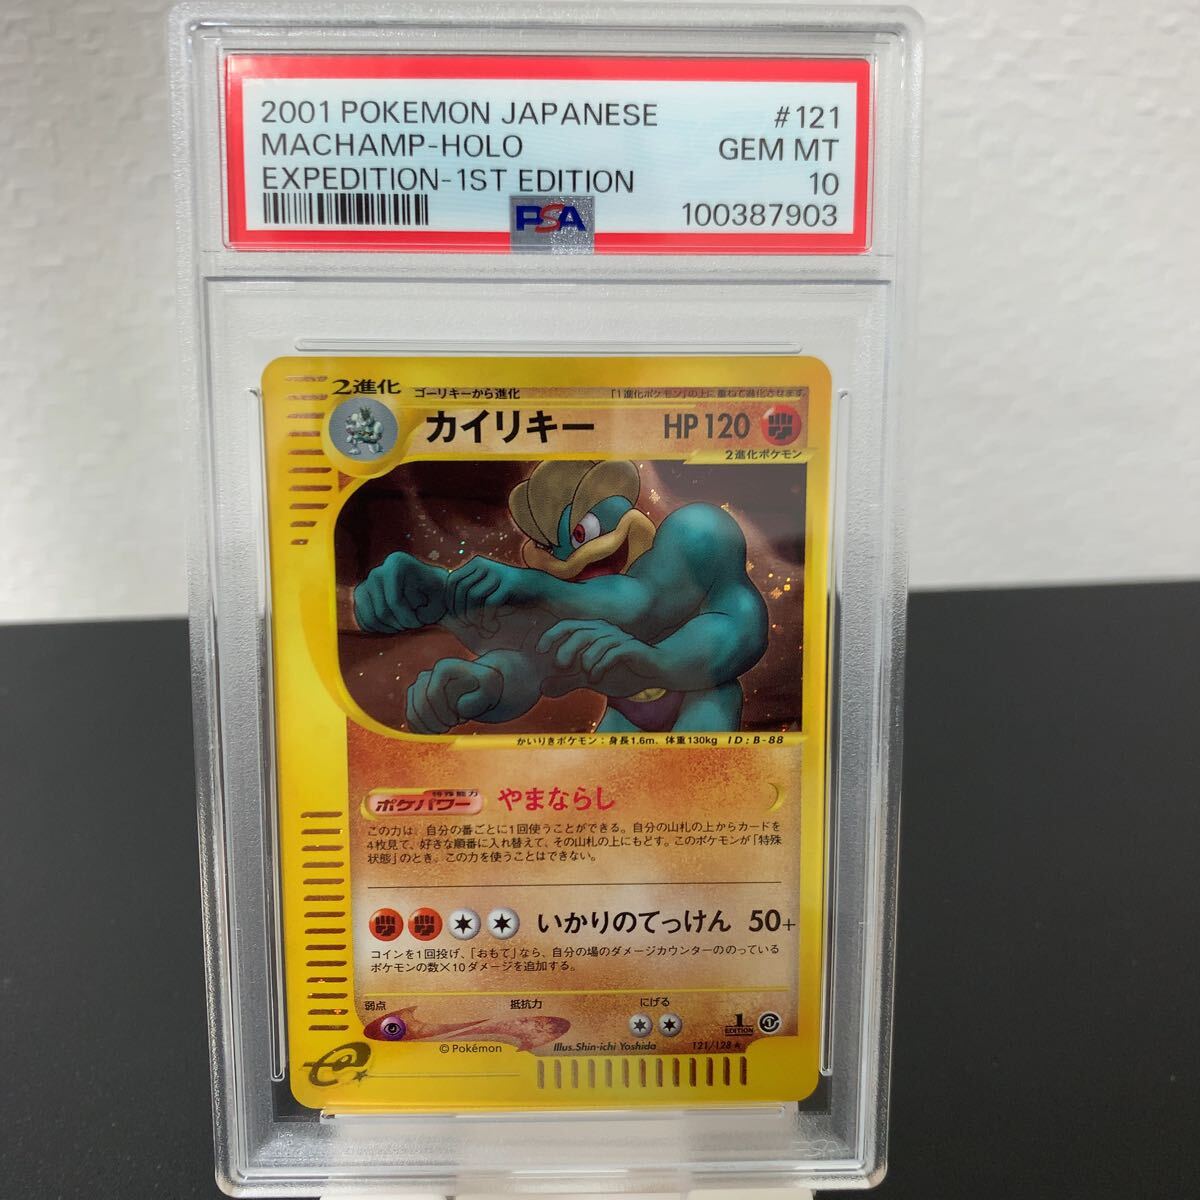 2001 POKEMON JAPANESE #121
MACHAMP-HOLO GEM MT
EXPEDITION-1ST EDITION 10
100387903
PSA
2進化 ゴーリキーから進化 「1進化ポケモン」の上に重ねて進化させます。
カイリキー HP120
2進化ポケモン
かいりきポケモン：身長1.6m. 体重130kg ID：B-88
特殊能力
ポケパワー やまならし
この力は、自分の番ごとに1回使うことができる。自分の山札の上からカードを
4枚見て、好きな順番に入れ替えて、その山札の上にもどす。このポケモンが「特殊
状態」のとき、この力を使うことはできない。
いかりのてっけん 50+
コインを1回投げ、「おもて」なら、自分の場のダメージカウンターののっている
ポケモンの数×10ダメージを追加する。
弱点 抵抗力 にげる
1
EDITION
©Pokémon Illus.Shin-ichi Yoshida 121/128 ★
e